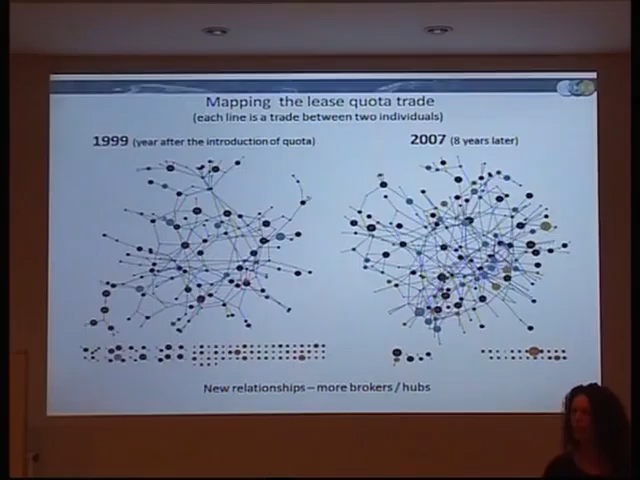 Mapping the lease quota trade
(each line is a trade between two individuals)
1999 (year after the introduction of quota)
2007 (8 years later)
New relationships – more brokers / hubs